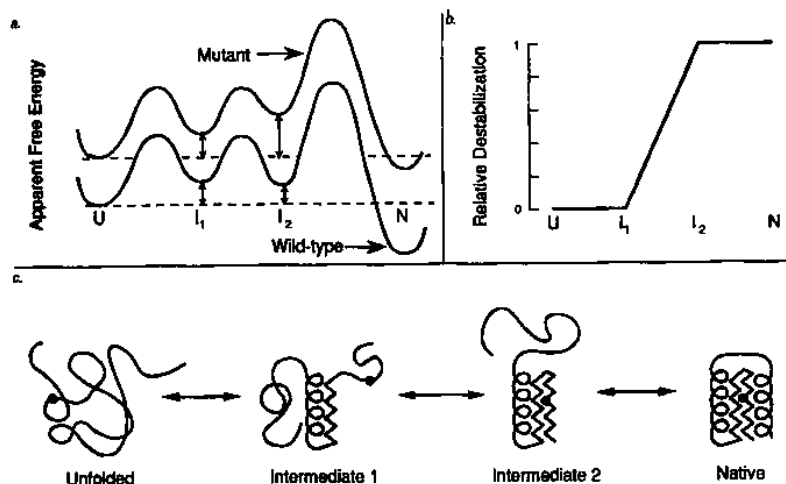 a.
Apparent Free Energy
Mutant
U
I₁
I₂
N
Wild-type
b.
Relative Destabilization
1
0
U
I₁
I₂
N
c.
Unfolded
Intermediate 1
Intermediate 2
Native